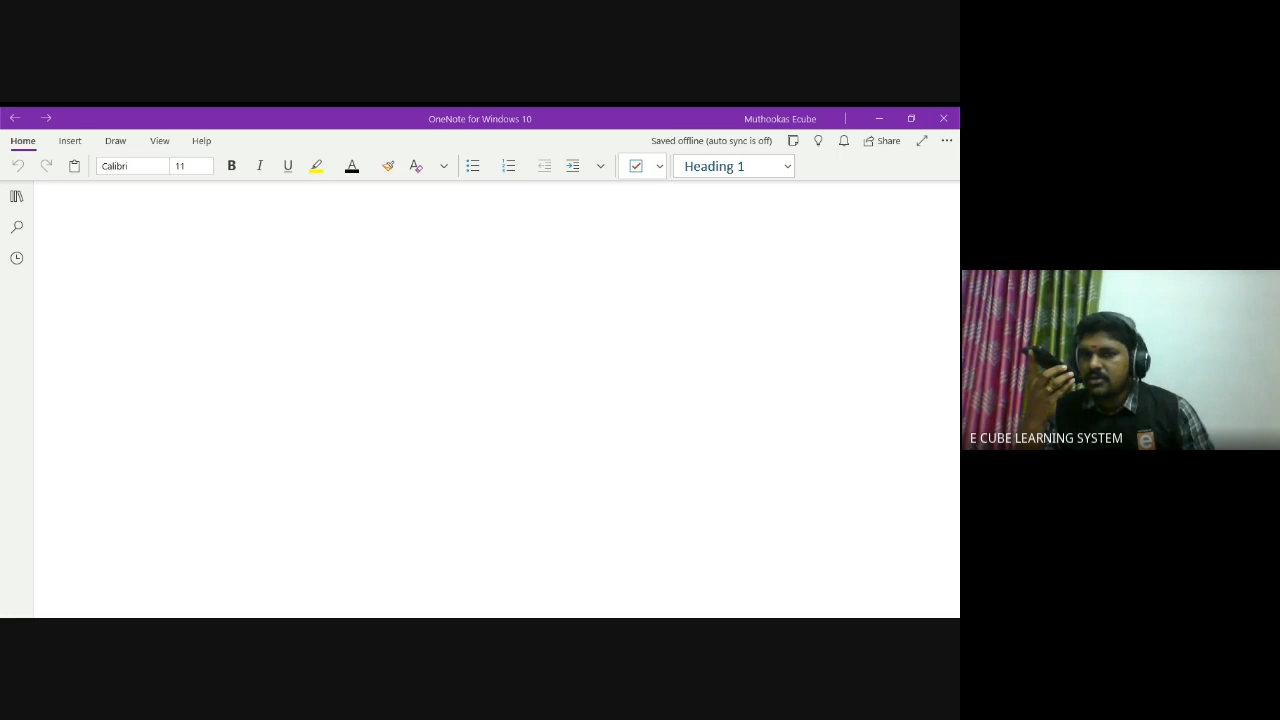 OneNote for Windows 10
Muthookas Ecube
Home Insert Draw View Help
Saved offline (auto sync is off)
Share
Calibri 11 B I U A A Heading 1
E CUBE LEARNING SYSTEM
e